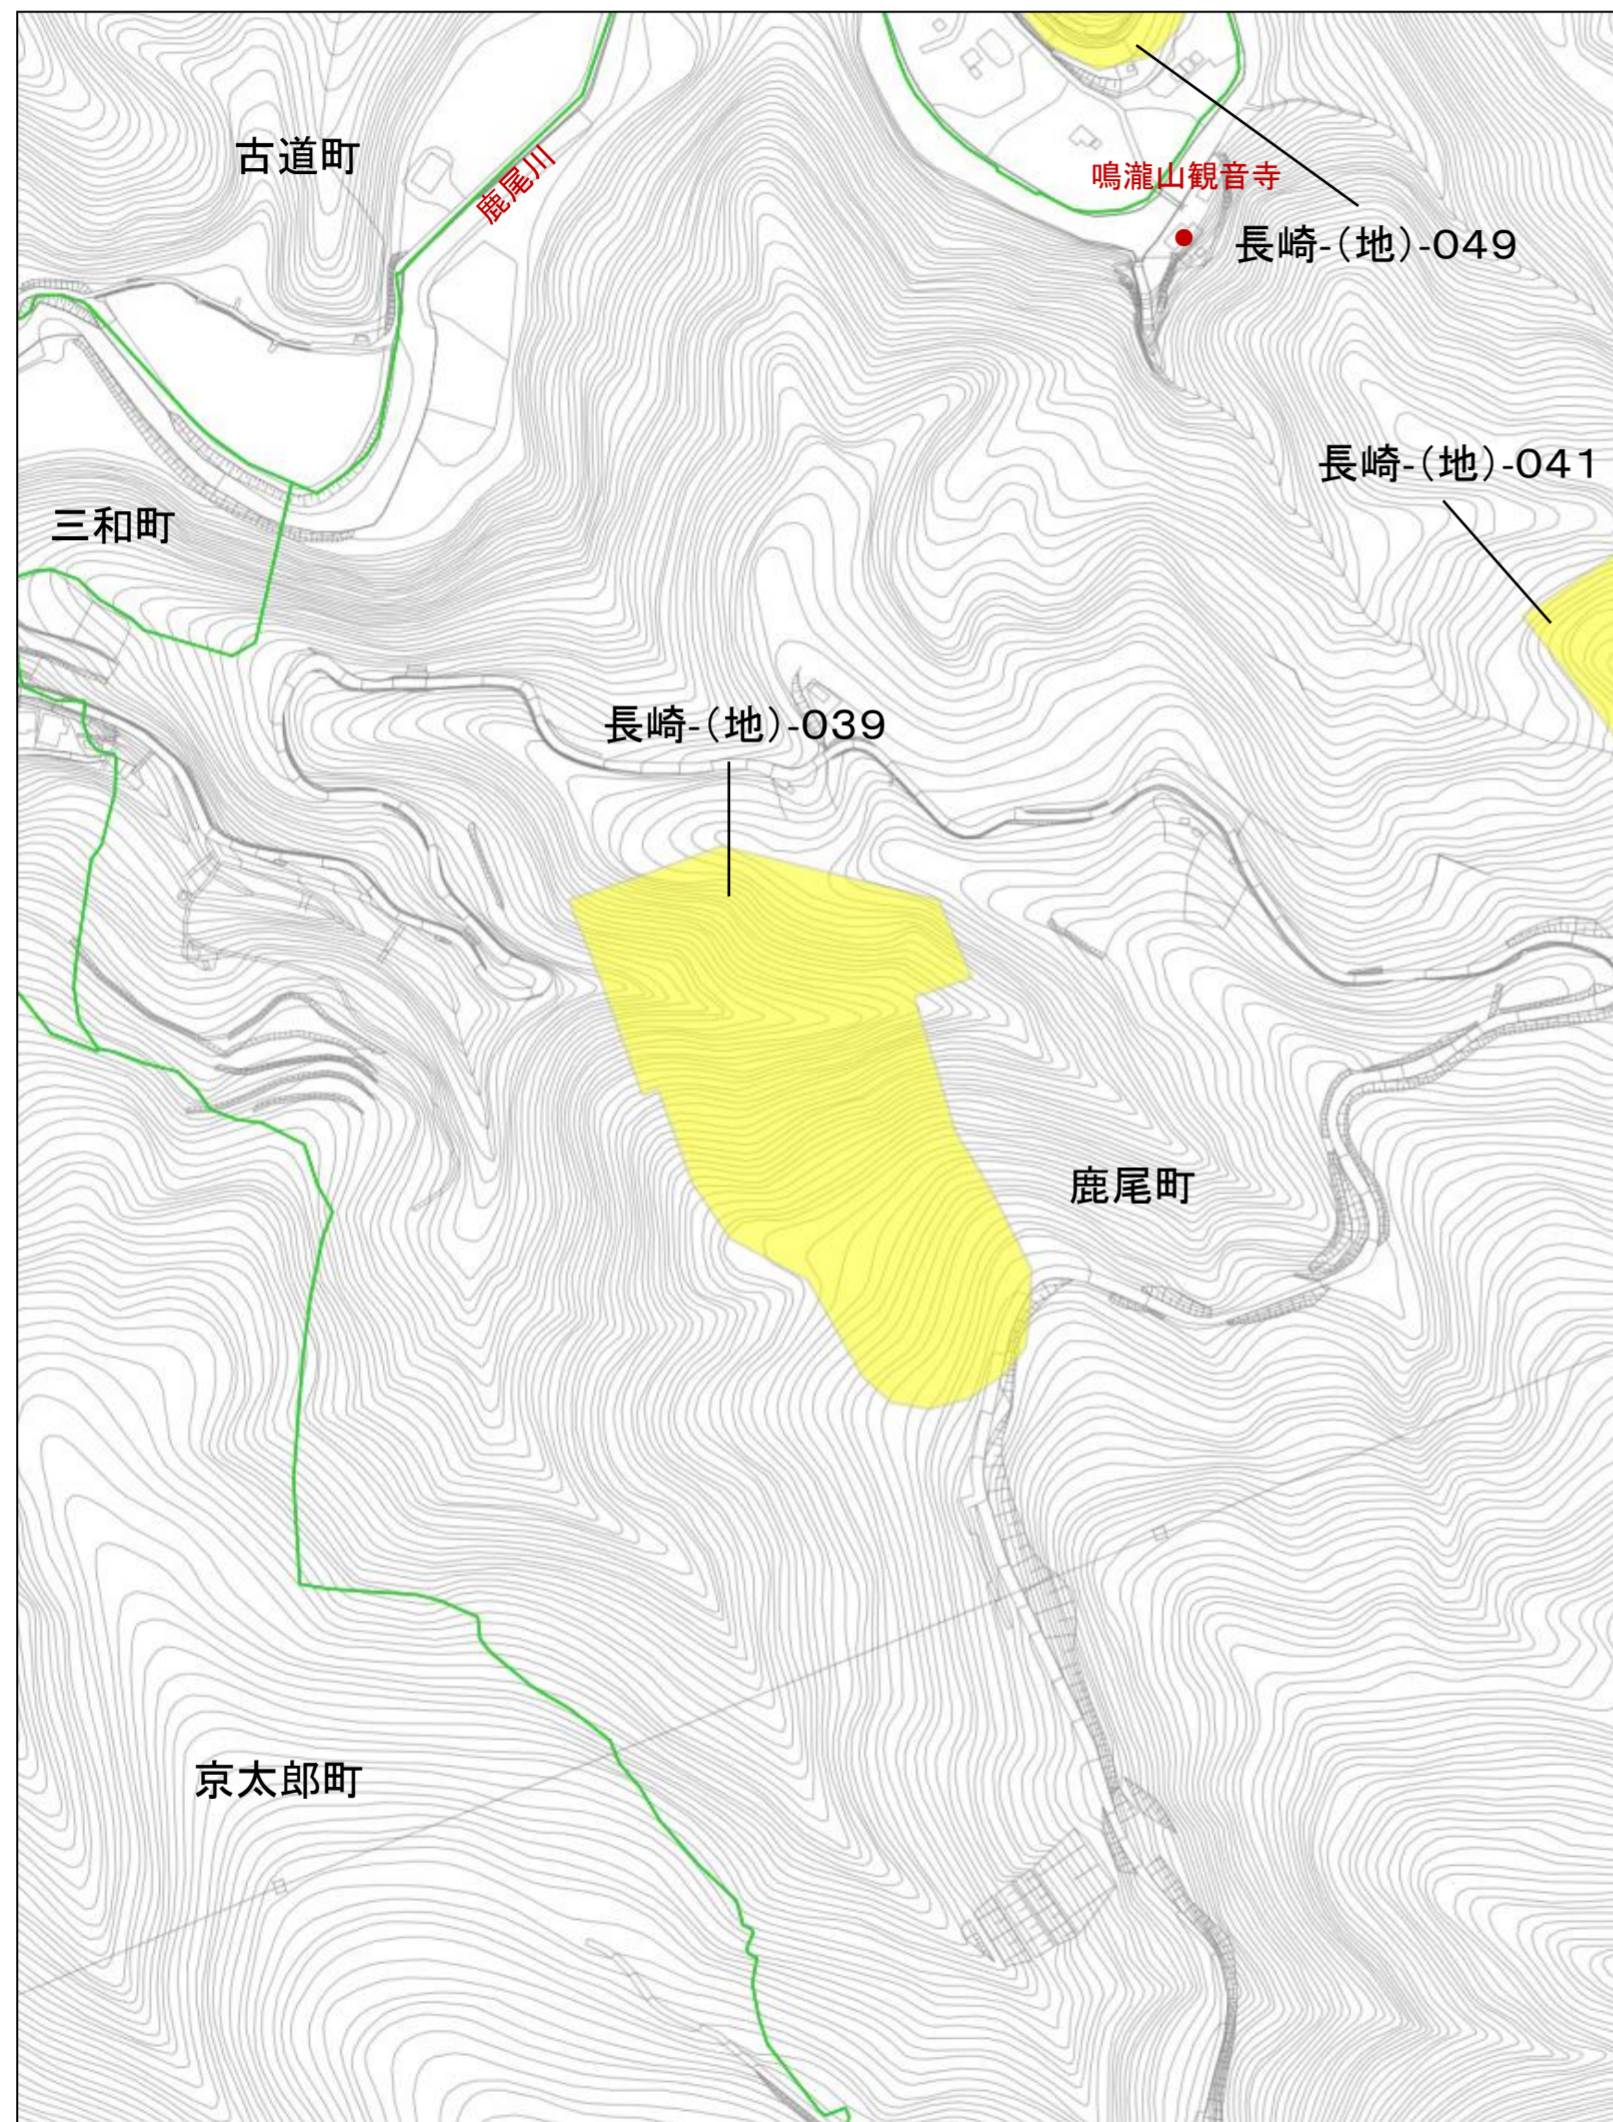 古道町
鹿尾川
鳴瀧山観音寺
長崎-(地)-049
長崎-(地)-041
三和町
長崎-(地)-039
鹿尾町
京太郎町